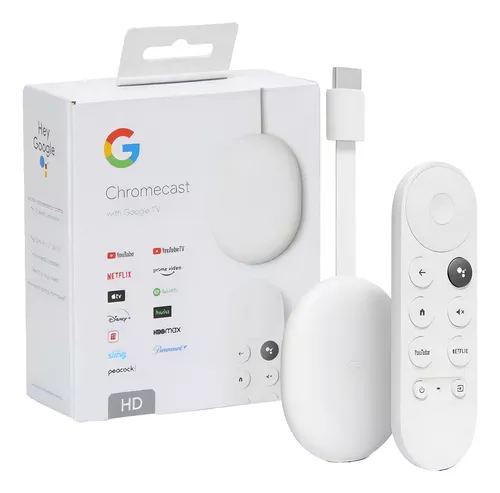 Hey
Google
G
Chromecast
with Google TV
YouTube
YouTubeTV
NETFLIX
prime video
tv
Spotify
Disney+
hulu
HBOMAX
sling
Paramount+
peacock
HD
YouTube
NETFLIX